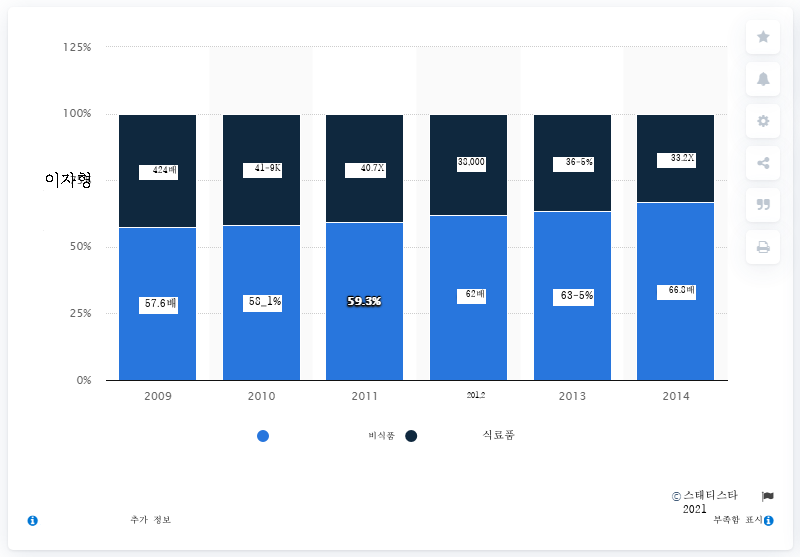 125%
100%
424배
41-9%
40.7X
38,000
36-5%
33.2X
이자형
50%
57.6배
58_1%
59.3%
62배
63-5%
66.8배
25%
0%
2009
2010
2011
2012
2013
2014
비식품
식료품
©스태티스타
2021
추가 정보
부족함 표시